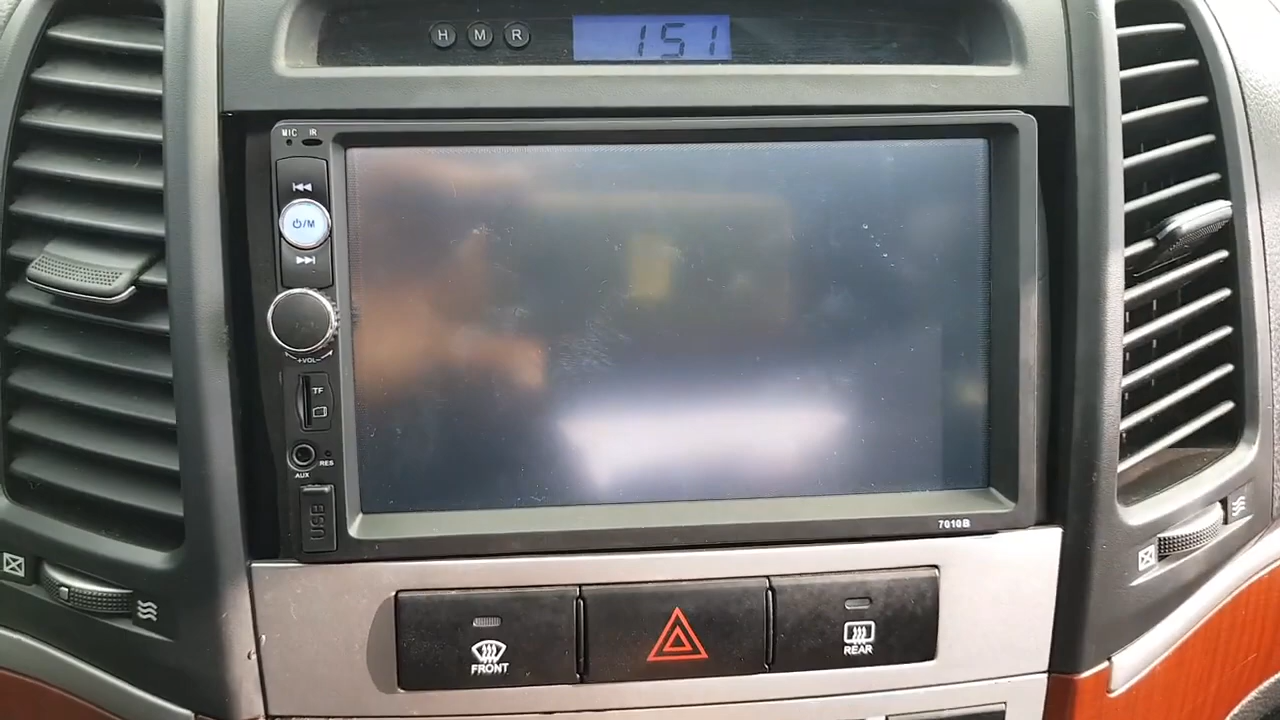 H M R
151
MIC IR
⏻/M
+VOL-
TF
AUX
RES
USB
7010B
FRONT
REAR